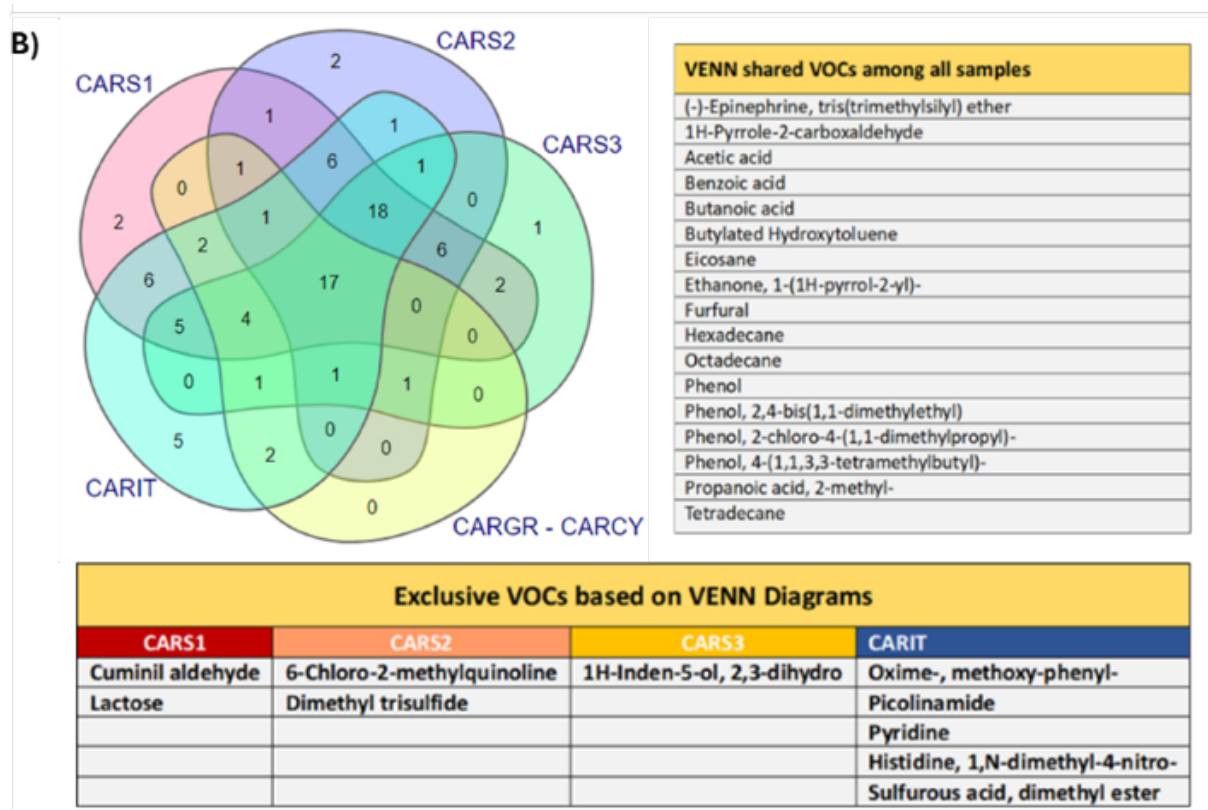 B)
CARS1
CARS2
CARS3
CARIT
CARGR - CARCY
2
1
1
6
1
CARS3
0
1
0
1
18
6
2
2
1
2
6
17
0
5
4
0
0
1
1
1
0
5
2
0
0
0
VENN shared VOCs among all samples
(-)-Epinephrine, tris(trimethylsilyl) ether
1H-Pyrrole-2-carboxaldehyde
Acetic acid
Benzoic acid
Butanoic acid
Butylated Hydroxytoluene
Eicosane
Ethanone, 1-(1H-pyrrol-2-yl)-
Furfural
Hexadecane
Octadecane
Phenol
Phenol, 2,4-bis(1,1-dimethylethyl)
Phenol, 2-chloro-4-(1,1-dimethylpropyl)-
Phenol, 4-(1,1,3,3-tetramethylbutyl)-
Propanoic acid, 2-methyl-
Tetradecane
Exclusive VOCs based on VENN Diagrams
CARS1 CARS2 CARS3 CARIT
Cuminil aldehyde 6-Chloro-2-methylquinoline 1H-Inden-5-ol, 2,3-dihydro Oxime-, methoxy-phenyl-
Lactose Dimethyl trisulfide Picolinamide
Pyridine
Histidine, 1,N-dimethyl-4-nitro-
Sulfurous acid, dimethyl ester